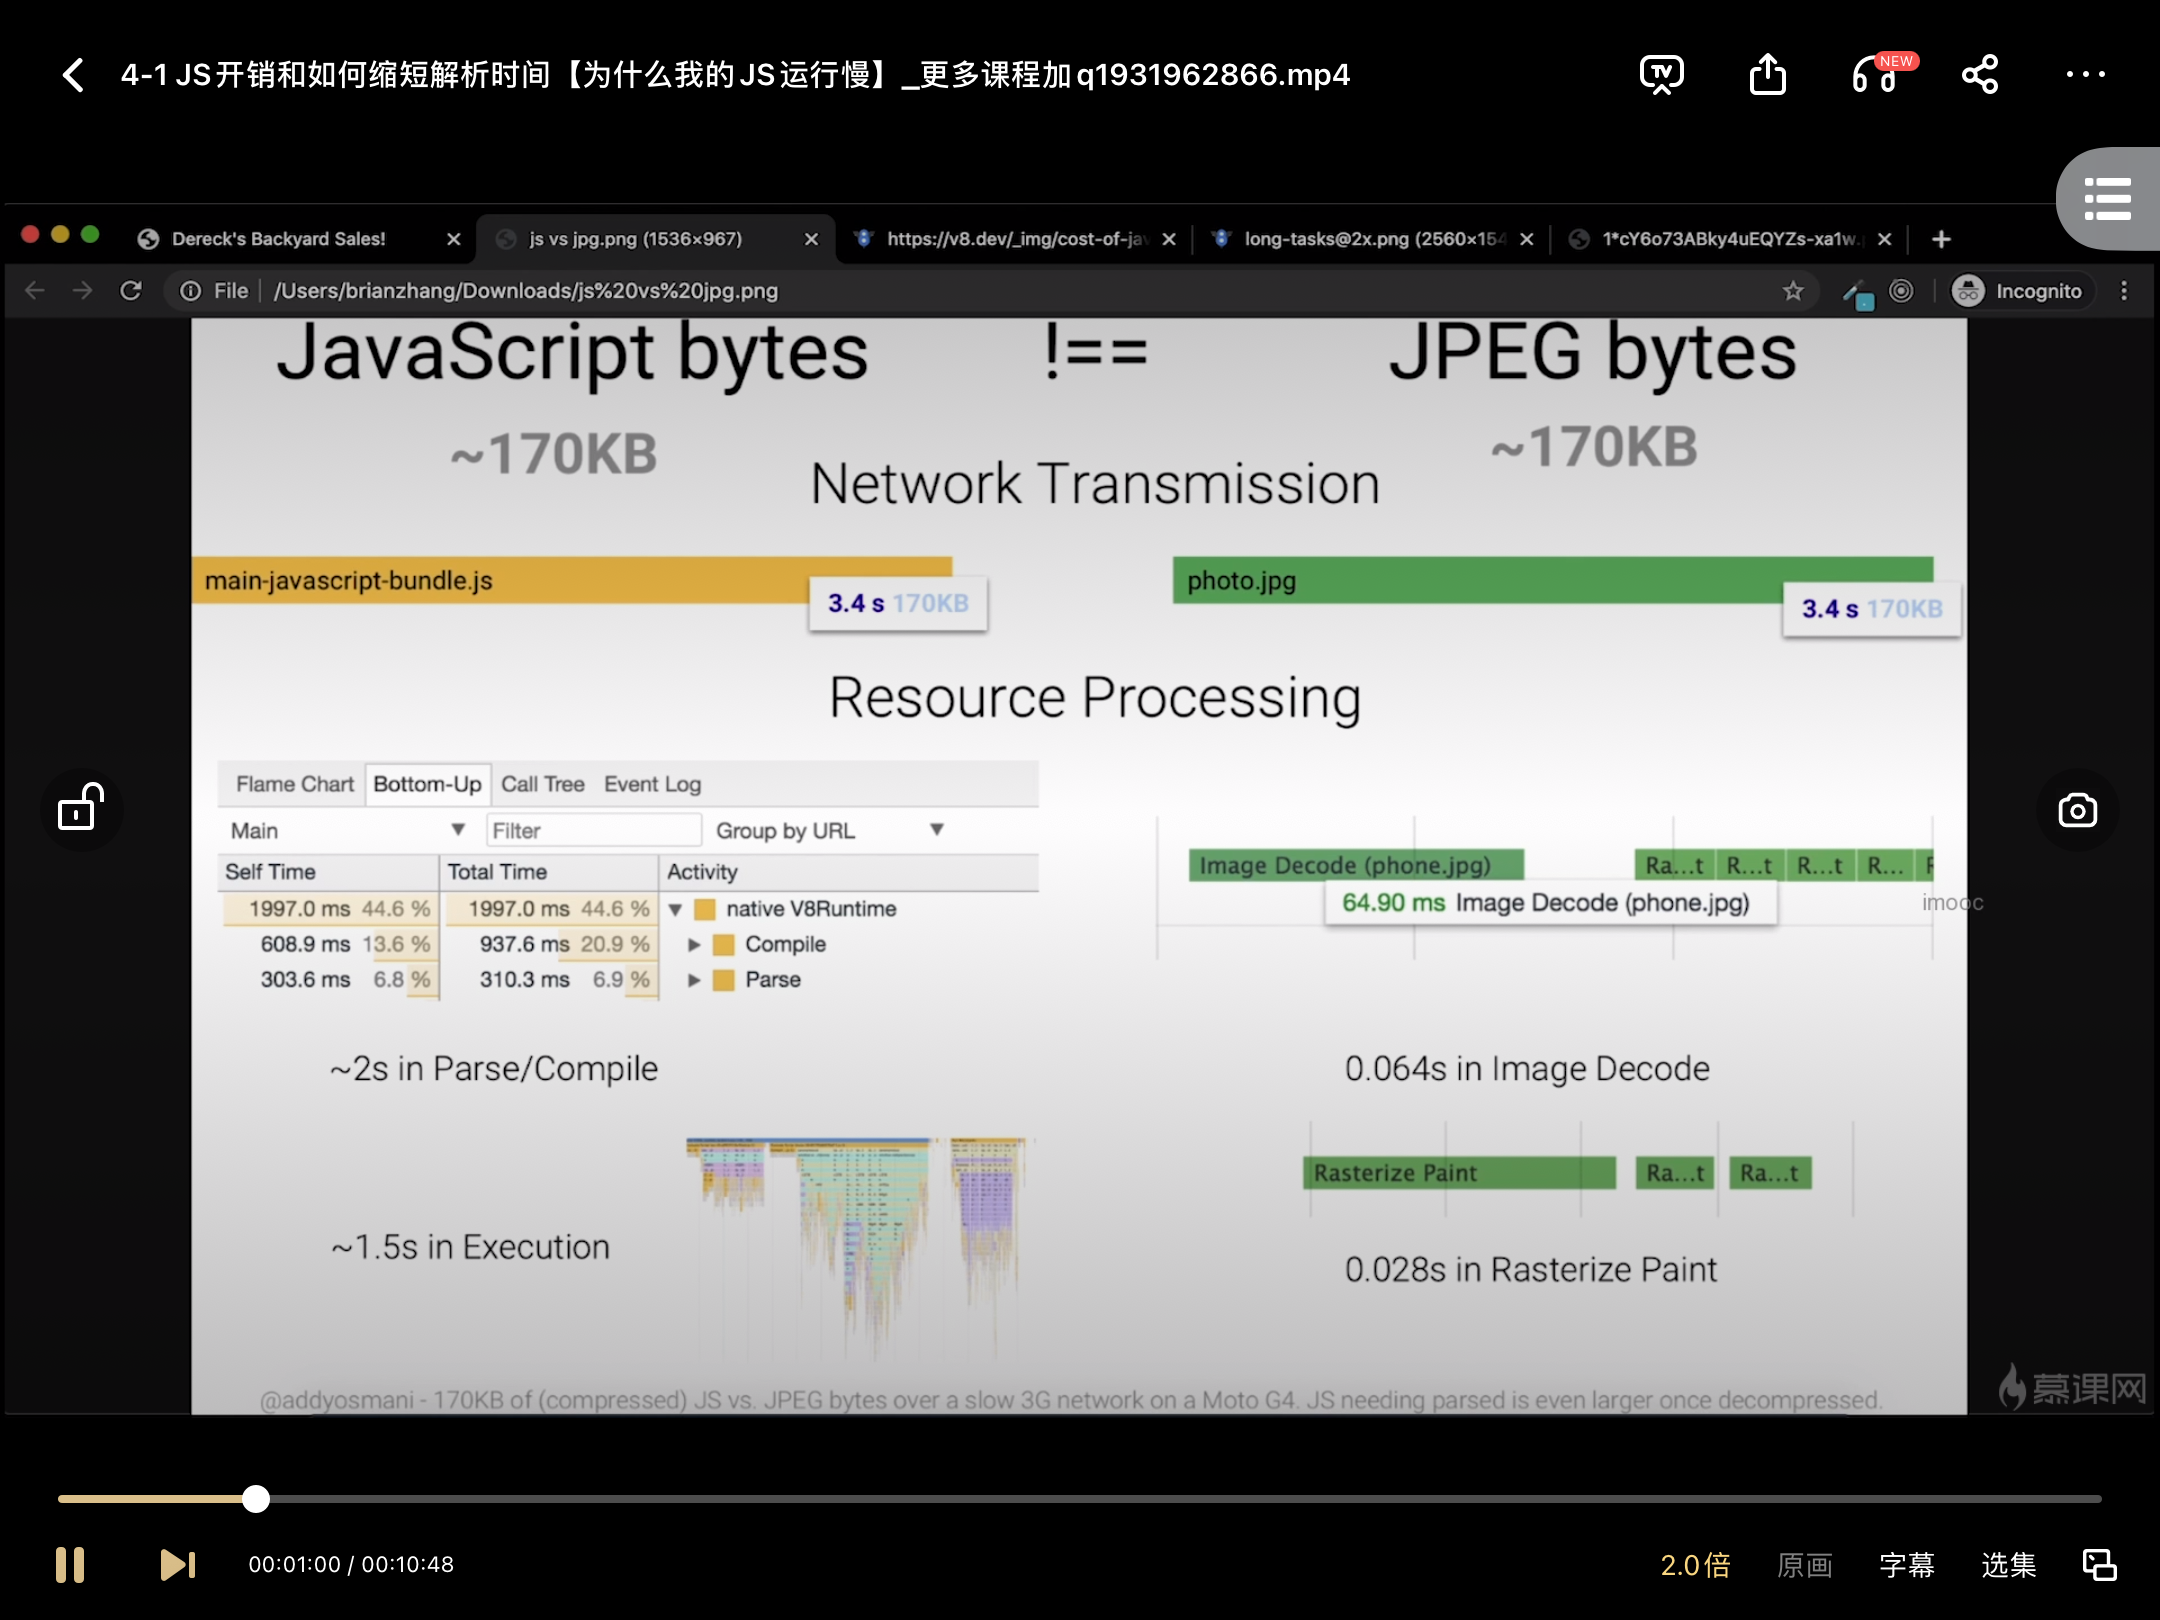 4-1 JS开销和如何缩短解析时间【为什么我的JS运行慢】_更多课程加q1931962866.mp4
TV
NEW
Dereck's Backyard Sales!
js vs jpg.png (1536×967)
https://v8.dev/_img/cost-of-jav
long-tasks@2x.png (2560×154
1*cY6o73ABky4uEQYZs-xa1w.
File
/Users/brianzhang/Downloads/js%20vs%20jpg.png
Incognito
JavaScript bytes !== JPEG bytes
~170KB
~170KB
Network Transmission
main-javascript-bundle.js
3.4 s 170KB
photo.jpg
3.4 s 170KB
Resource Processing
Flame Chart Bottom-Up Call Tree Event Log
Main Filter Group by URL
Self Time Total Time Activity
1997.0 ms 44.6 % 1997.0 ms 44.6 % native V8Runtime
608.9 ms 13.6 % 937.6 ms 20.9 % Compile
303.6 ms 6.8 % 310.3 ms 6.9 % Parse
Image Decode (phone.jpg)
Ra...t R...t R...t R...
64.90 ms Image Decode (phone.jpg)
imooc
~2s in Parse/Compile
0.064s in Image Decode
Rasterize Paint Ra...t Ra...t
~1.5s in Execution
0.028s in Rasterize Paint
@addyosmani - 170KB of (compressed) JS vs. JPEG bytes over a slow 3G network on a Moto G4. JS needing parsed is even larger once decompressed.
慕课网
00:01:00 / 00:10:48
2.0倍
原画
字幕
选集